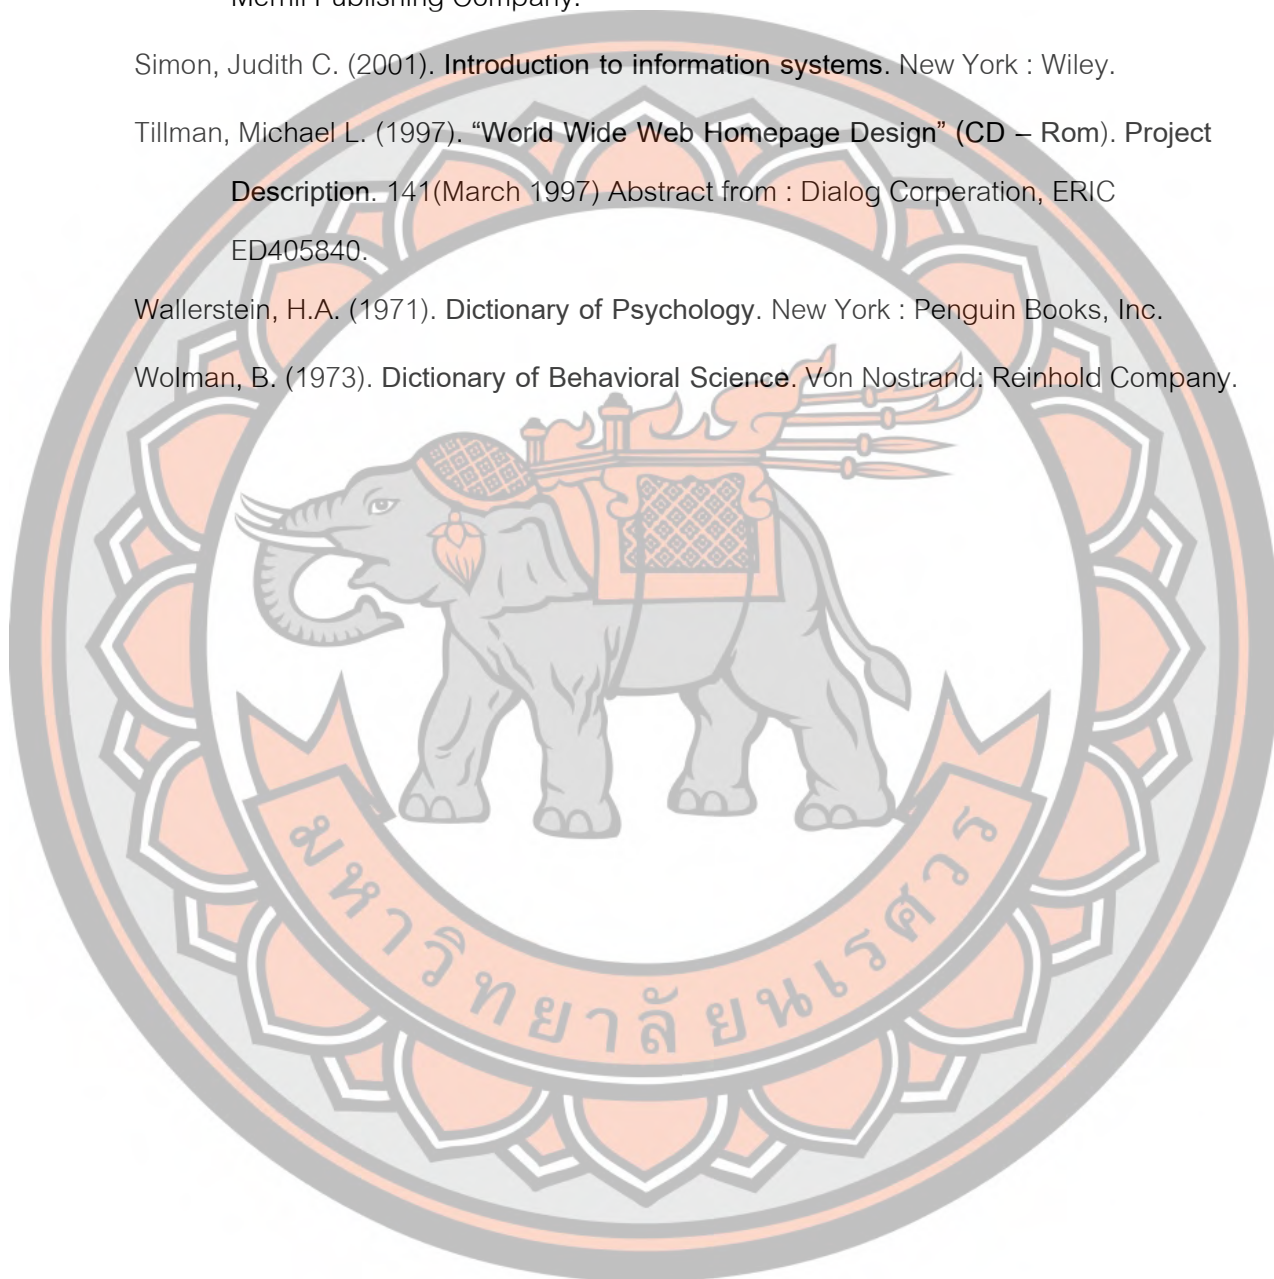 Merrill Publishing Company.
Simon, Judith C. (2001). Introduction to information systems. New York : Wiley.
Tillman, Michael L. (1997). “World Wide Web Homepage Design” (CD – Rom). Project
Description. 141(March 1997) Abstract from : Dialog Corperation, ERIC
ED405840.
Wallerstein, H.A. (1971). Dictionary of Psychology. New York : Penguin Books, Inc.
Wolman, B. (1973). Dictionary of Behavioral Science. Von Nostrand: Reinhold Company.
มหาวิทยาลัยนเรศวร